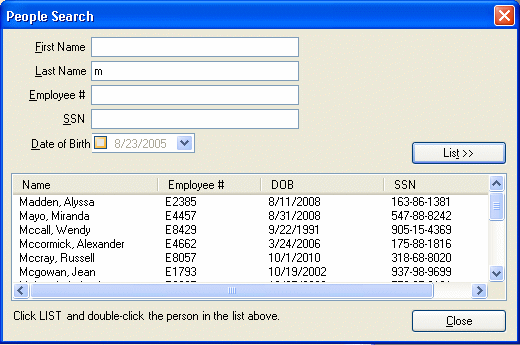 People Search
First Name
Last Name m
Employee #
SSN
Date of Birth 8/23/2005
List >>
Name Employee # DOB SSN
Madden, Alyssa E2385 8/11/2008 163-86-1381
Mayo, Miranda E4457 8/31/2008 547-88-8242
Mccall, Wendy E8429 9/22/1991 905-15-4369
Mccormick, Alexander E4662 3/24/2006 175-88-1816
Mccray, Russell E8057 10/1/2010 318-68-8020
Mcgowan, Jean E1793 10/19/2002 937-98-9699
Click LIST and double-click the person in the list above.
Close